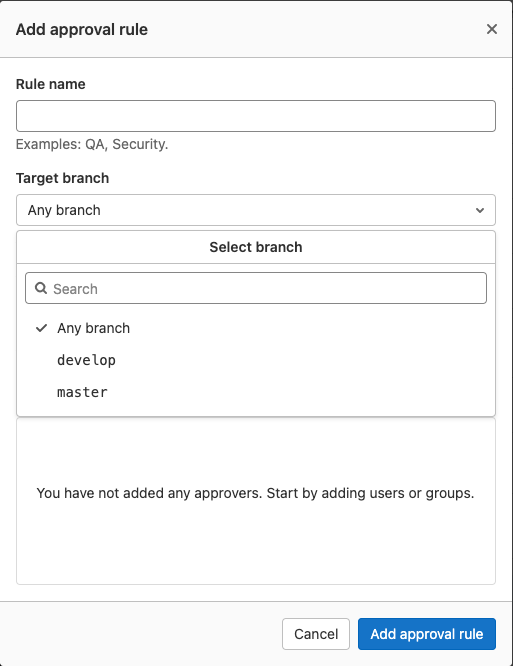 Add approval rule
Rule name
Examples: QA, Security.
Target branch
Any branch
Select branch
Search
Any branch
develop
master
You have not added any approvers. Start by adding users or groups.
Cancel
Add approval rule